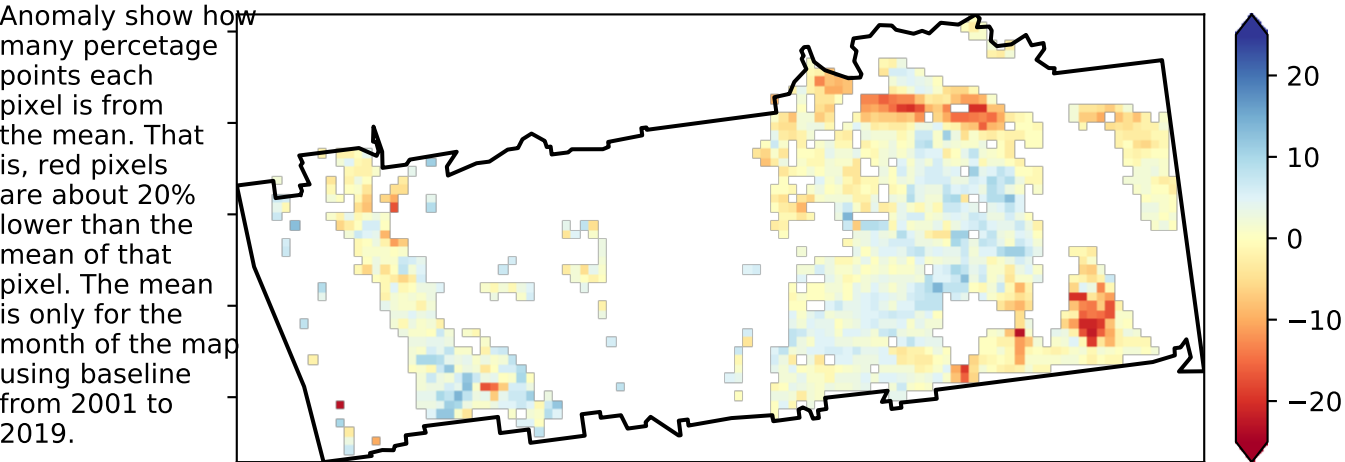 Anomaly show how
many percetage
points each
pixel is from
the mean. That
is, red pixels
are about 20%
lower than the
mean of that
pixel. The mean
is only for the
month of the map
using baseline
from 2001 to
2019.
20
10
0
−10
−20